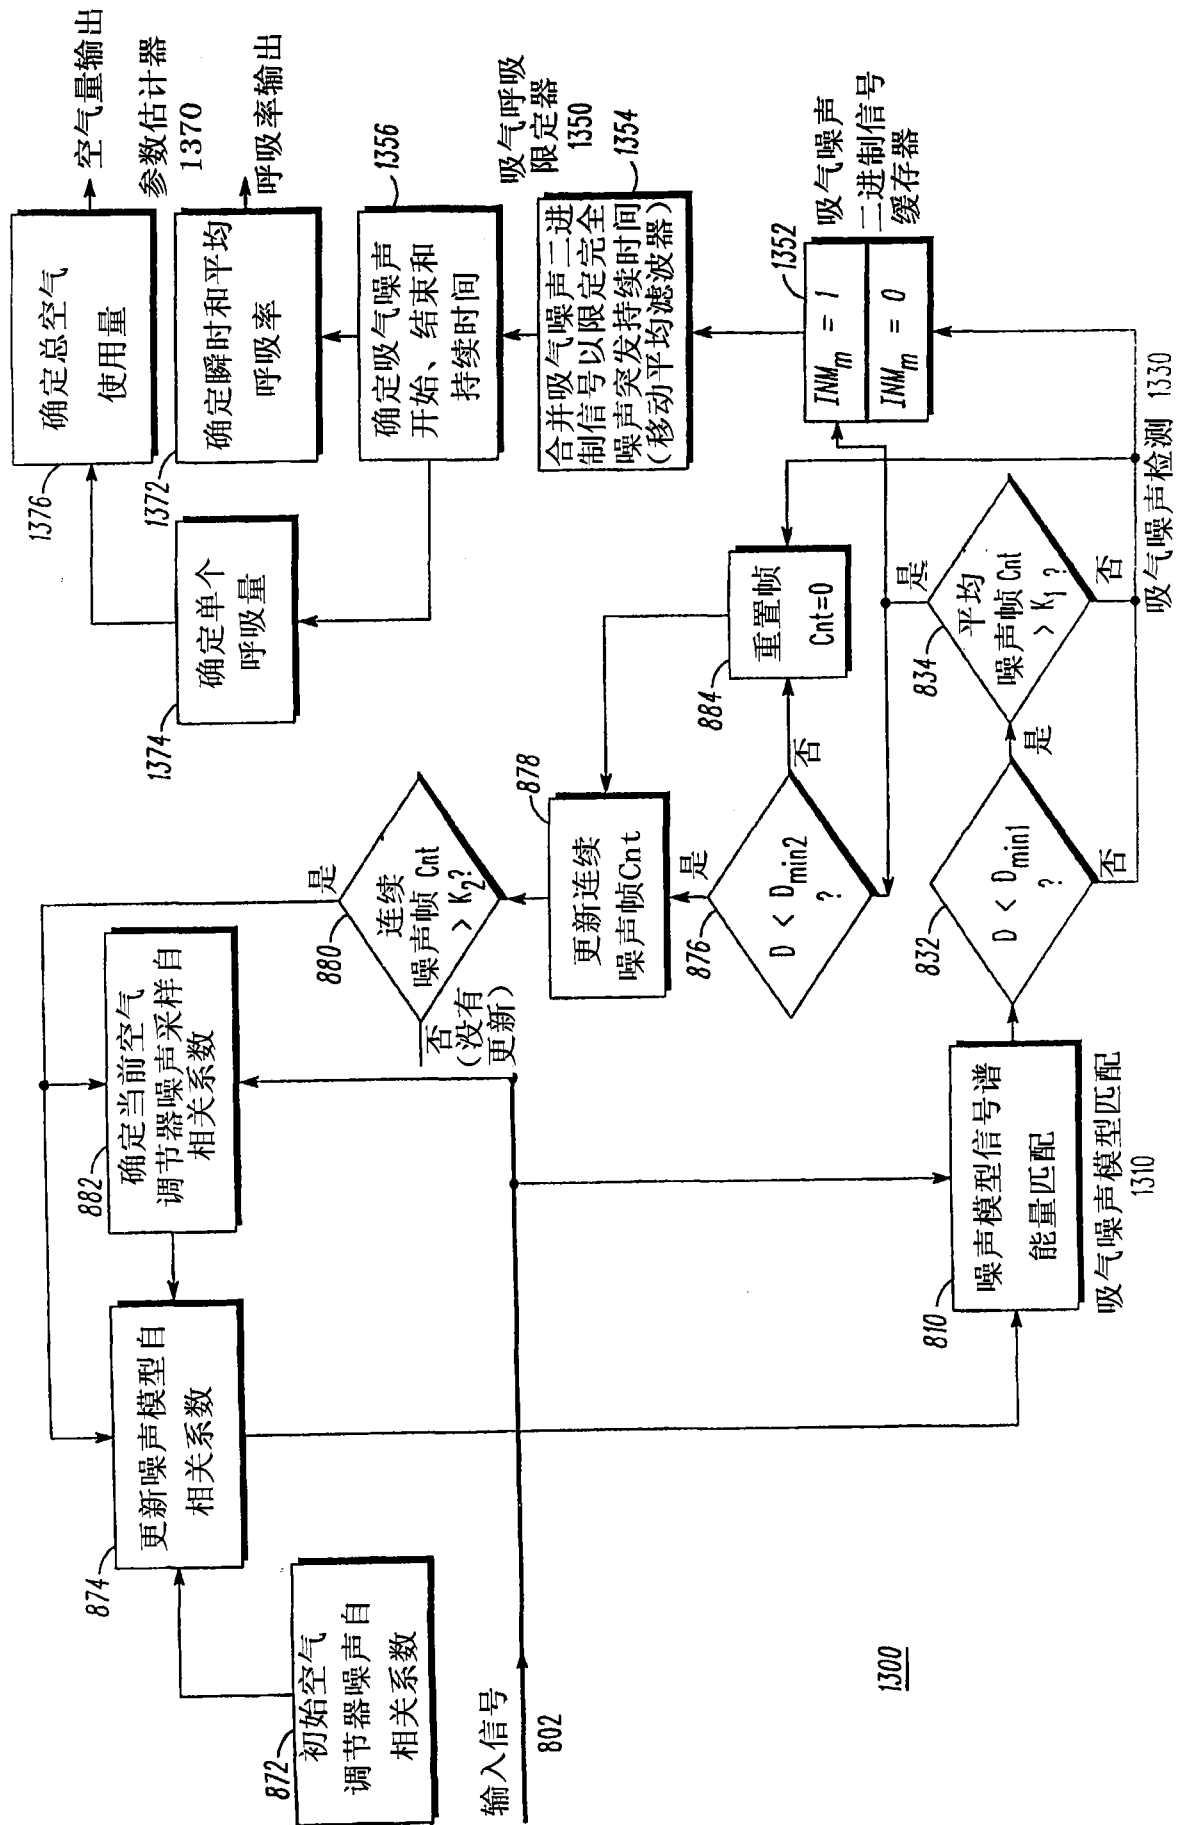 初始空气
调节器噪声自
相关系数
872
输入信号
802
874
更新噪声模型自
相关系数
882
确定当前空气
调节器噪声采样自
相关系数
880
连续
噪声帧 Cnt
> K2?
是
否
(没有
更新)
878
更新连续
噪声帧Cnt
876
D < Dmin2
?
是
否
884
重置帧
Cnt=0
810
噪声模型信号谱
能量匹配
吸气噪声模型匹配
1310
832
D < Dmin1
?
是
否
834
平均
噪声帧 Cnt
> K1 ?
是
否
吸气噪声检测 1330
1352
INMm = 1
INMm = 0
吸气噪声
二进制信号
缓存器
1354
合并吸气噪声二进
制信号以限定完全
噪声突发持续时间
(移动平均滤波器)
吸气呼吸
限定器
1350
1356
确定吸气噪声
开始、结束和
持续时间
1372
确定瞬时和平均
呼吸率
呼吸率输出
1374
确定单个
呼吸量
1376
确定总空气
使用量
空气量输出
参数估计器
1370
1300